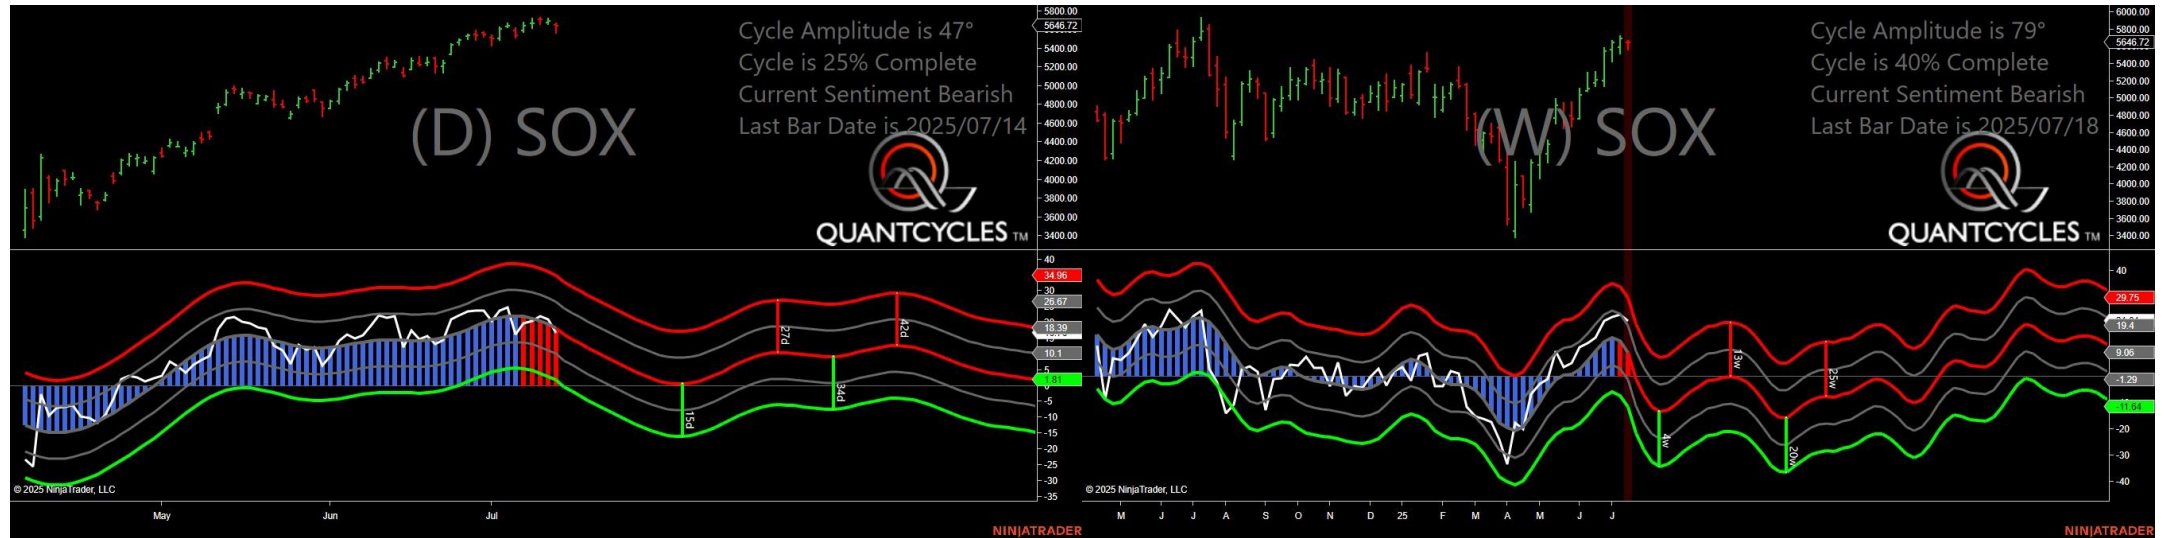 Cycle Amplitude is 47°
Cycle is 25% Complete
Current Sentiment Bearish
Last Bar Date is 2025/07/14
(D) SOX
QUANTCYCLES TM
5800.00
5646.72
5400.00
5200.00
5000.00
4800.00
4600.00
4400.00
4200.00
4000.00
3800.00
3600.00
3400.00
40
34.96
30
26.67
18.39
10.1
5
1.81
-5
-10
-15
-20
-25
-30
-35
27d
42d
15d
34d
© 2025 NinjaTrader, LLC
May
Jun
Jul
NINJATRADER
Cycle Amplitude is 79°
Cycle is 40% Complete
Current Sentiment Bearish
Last Bar Date is 2025/07/18
(W) SOX
QUANTCYCLES TM
6000.00
5800.00
5646.72
5400.00
5200.00
5000.00
4800.00
4600.00
4400.00
4200.00
4000.00
3800.00
3600.00
3400.00
40
29.75
19.4
9.06
-1.29
-11.64
-20
-30
-40
13w
25w
4w
20w
© 2025 NinjaTrader, LLC
M
J
J
A
S
O
N
D
25
F
M
A
M
J
J
NINJATRADER